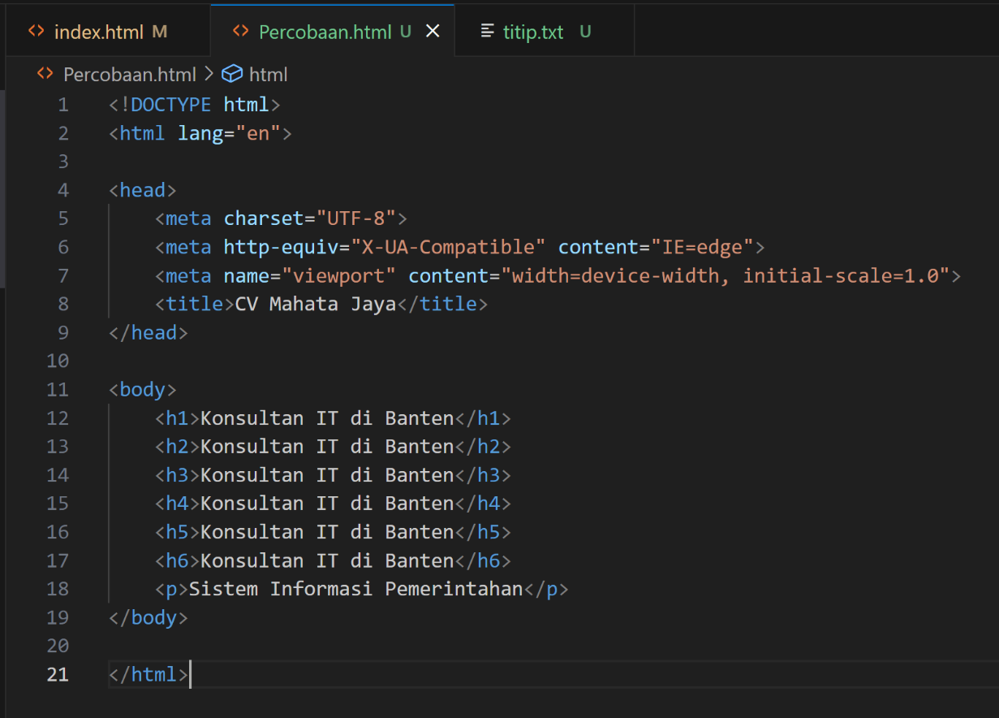 index.html M Percobaan.html U titip.txt U
Percobaan.html > html
1 <!DOCTYPE html>
2 <html lang="en">
3
4 <head>
5     <meta charset="UTF-8">
6     <meta http-equiv="X-UA-Compatible" content="IE=edge">
7     <meta name="viewport" content="width=device-width, initial-scale=1.0">
8     <title>CV Mahata Jaya</title>
9 </head>
10
11 <body>
12     <h1>Konsultan IT di Banten</h1>
13     <h2>Konsultan IT di Banten</h2>
14     <h3>Konsultan IT di Banten</h3>
15     <h4>Konsultan IT di Banten</h4>
16     <h5>Konsultan IT di Banten</h5>
17     <h6>Konsultan IT di Banten</h6>
18     <p>Sistem Informasi Pemerintahan</p>
19 </body>
20
21 </html>